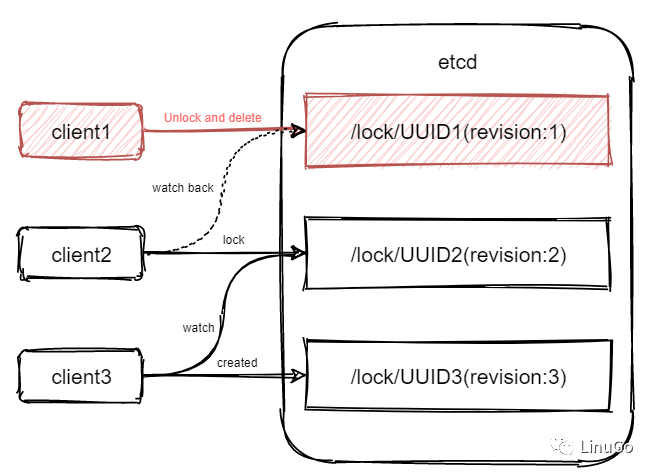 etcd
client1
Unlock and delete
/lock/UUID1(revision:1)
watch back
client2
lock
/lock/UUID2(revision:2)
watch
client3
created
/lock/UUID3(revision:3)
LinuGo